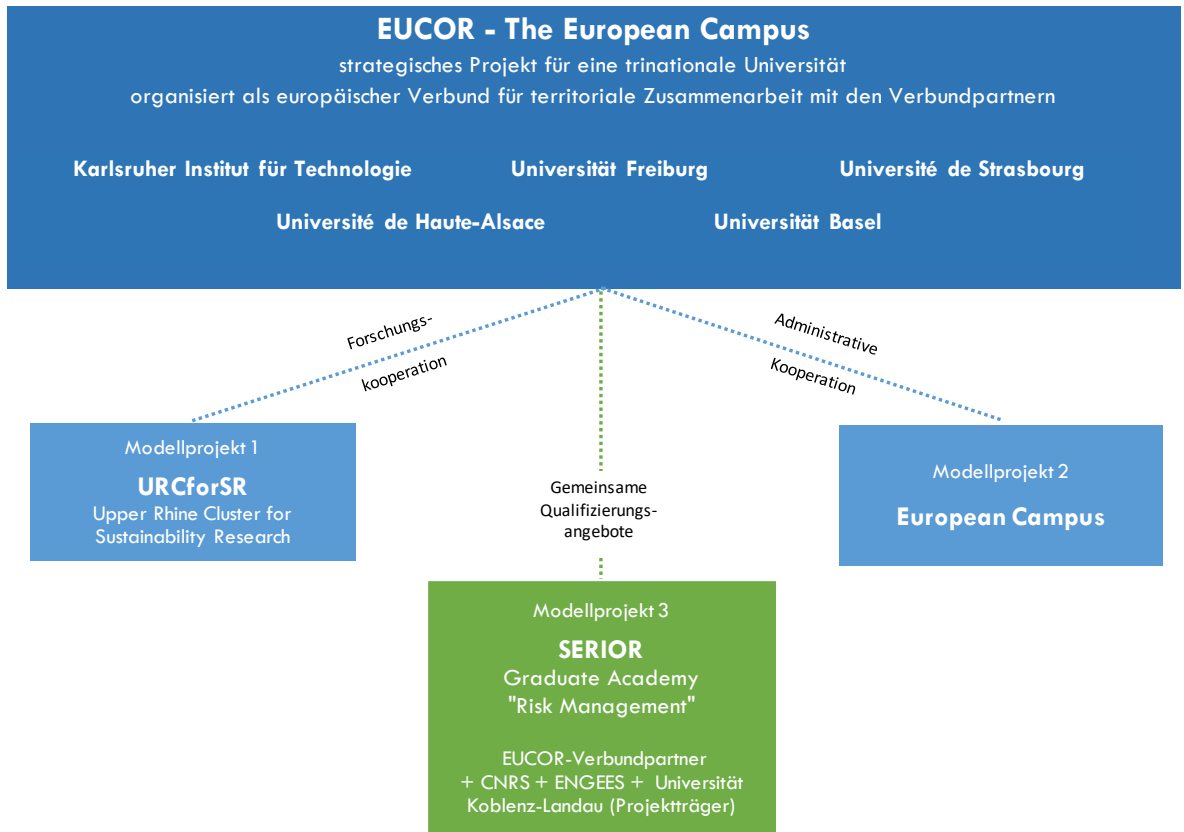 EUCOR - The European Campus
strategisches Projekt für eine trinationale Universität
organisiert als europäischer Verbund für territoriale Zusammenarbeit mit den Verbundpartnern
Karlsruher Institut für Technologie Universität Freiburg Université de Strasbourg
Université de Haute-Alsace Universität Basel
Forschungs-
kooperation
Administrative
Kooperation
Modellprojekt 1
URCforSR
Upper Rhine Cluster for
Sustainability Research
Gemeinsame
Qualifizierungs-
angebote
Modellprojekt 2
European Campus
Modellprojekt 3
SERIOR
Graduate Academy
"Risk Management"
EUCOR-Verbundpartner
+ CNRS + ENGEES + Universität
Koblenz-Landau (Projektträger)